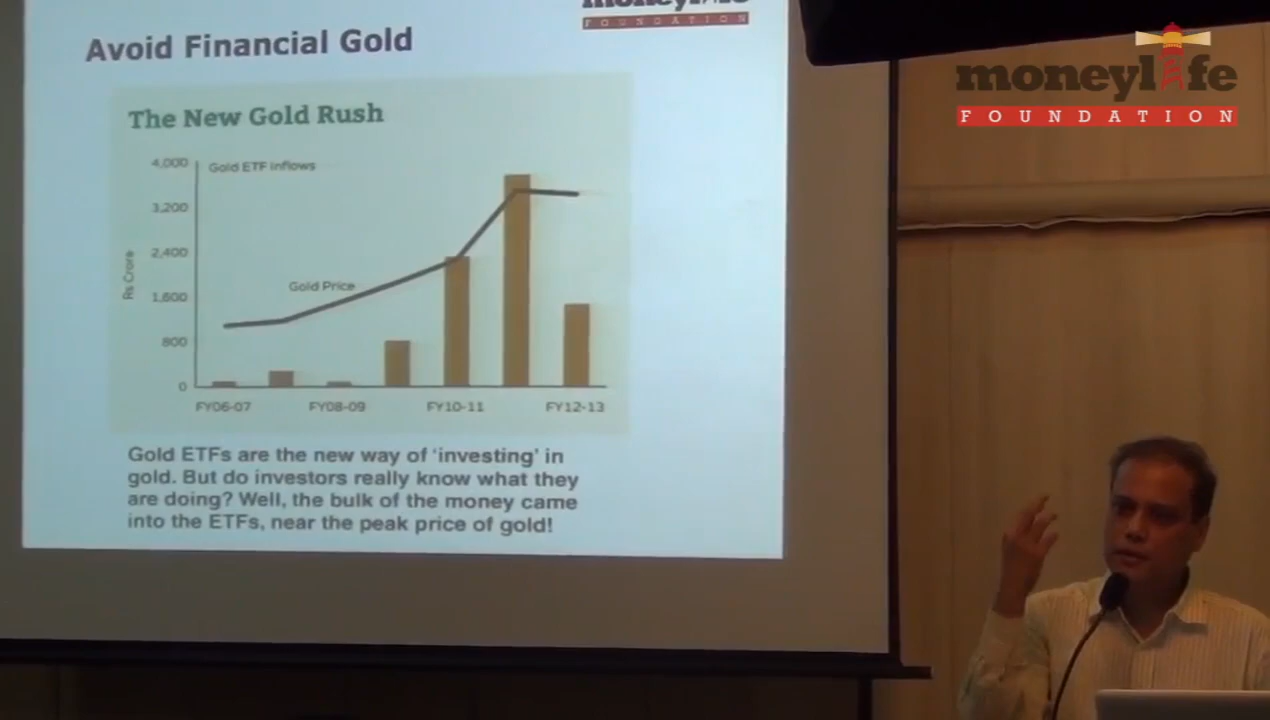 moneylife
FOUNDATION
Avoid Financial Gold
The New Gold Rush
4,000
Gold ETF inflows
3,200
2,400
Rs Crore
Gold Price
1,600
800
0
FY06-07
FY08-09
FY10-11
FY12-13
Gold ETFs are the new way of ‘investing’ in
gold. But do investors really know what they
are doing? Well, the bulk of the money came
into the ETFs, near the peak price of gold!
moneylife
FOUNDATION